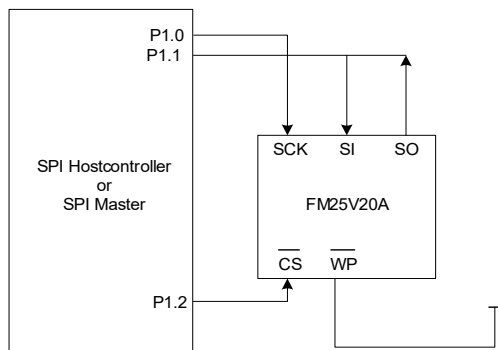 P1.0
P1.1
SCK SI SO
SPI Hostcontroller
or
SPI Master
FM25V20A
CS WP
P1.2